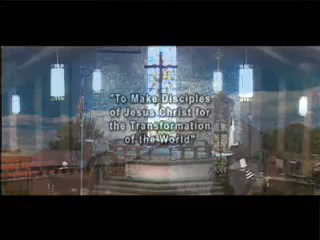 "To Make Disciples
of Jesus Christ for
the Transformation
of the World"